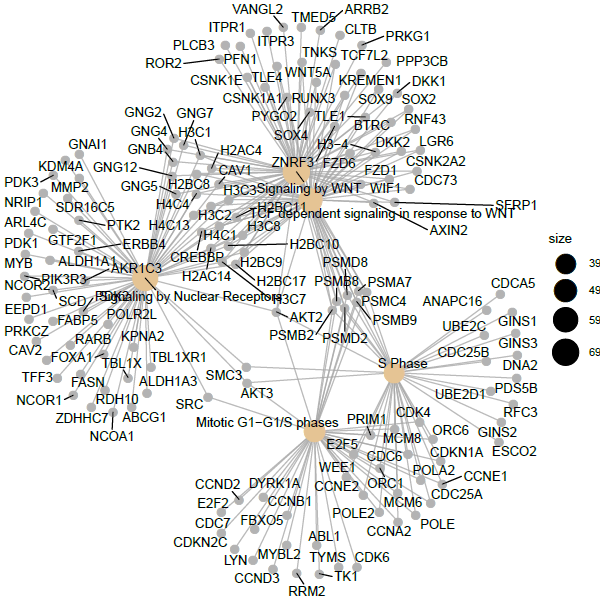 VANGL2
ARRB2
TMED5
ITPR1
CLTB
PRKG1
PLCB3
ITPR3
TNKS
TCF7L2
ROR2
PFN1
PPP3CB
CSNK1E
TLE4
WNT5A
KREMEN1
DKK1
CSNK1A1
RUNX3
SOX9
SOX2
GNG2
GNG7
PYGO2
TLE1
RNF43
GNG4
H3C1
SOX4
BTRC
GNAI1
GNB4
H2AC4
H3-4
DKK2
LGR6
KDM4A
GNG12
CAV1
ZNRF3
FZD6
CSNK2A2
PDK3
MMP2
GNG5
H2BC8
H3C3
FZD1
CDC73
Signaling by WNT
WIF1
NRIP1
SDR16C5
H4C4
H2BC11
SFRP1
ARL4C
PTK2
H4C13
H3C2
TCF dependent signaling in response to WNT
PDK1
GTF2F1
ERBB4
H4C1
H3C8
AXIN2
MYB
ALDH1A1
AKR1C3
CREBBP
H2BC10
NCOR2
PIK3R3
H2AC14
H2BC9
PSMD8
EEPD1
SCD
Signaling by Nuclear Receptors
H2BC17
PSMB8
PSMA7
CDCA5
PRKCZ
FABP5
POLR2L
H3C7
PSMC4
ANAPC16
CAV2
RARB
KPNA2
AKT2
PSMB9
UBE2C
GINS1
FOXA1
TBL1X
TBL1XR1
PSMB2
PSMD2
CDC25B
GINS3
TFF3
FASN
ALDH1A3
SMC3
S Phase
DNA2
NCOR1
RDH10
AKT3
UBE2D1
PDS5B
ZDHHC7
ABCG1
SRC
CDK4
RFC3
NCOA1
Mitotic G1−G1/S phases
PRIM1
ORC6
GINS2
E2F5
MCM8
CDKN1A
ESCO2
WEE1
CDC6
POLA2
CCND2
DYRK1A
CCNE2
ORC1
CCNE1
E2F2
CCNB1
MCM6
CDC25A
CDC7
FBXO5
POLE2
POLE
CDKN2C
ABL1
CCNA2
LYN
MYBL2
TYMS
CDK6
CCND3
TK1
RRM2
size
39
49
59
69